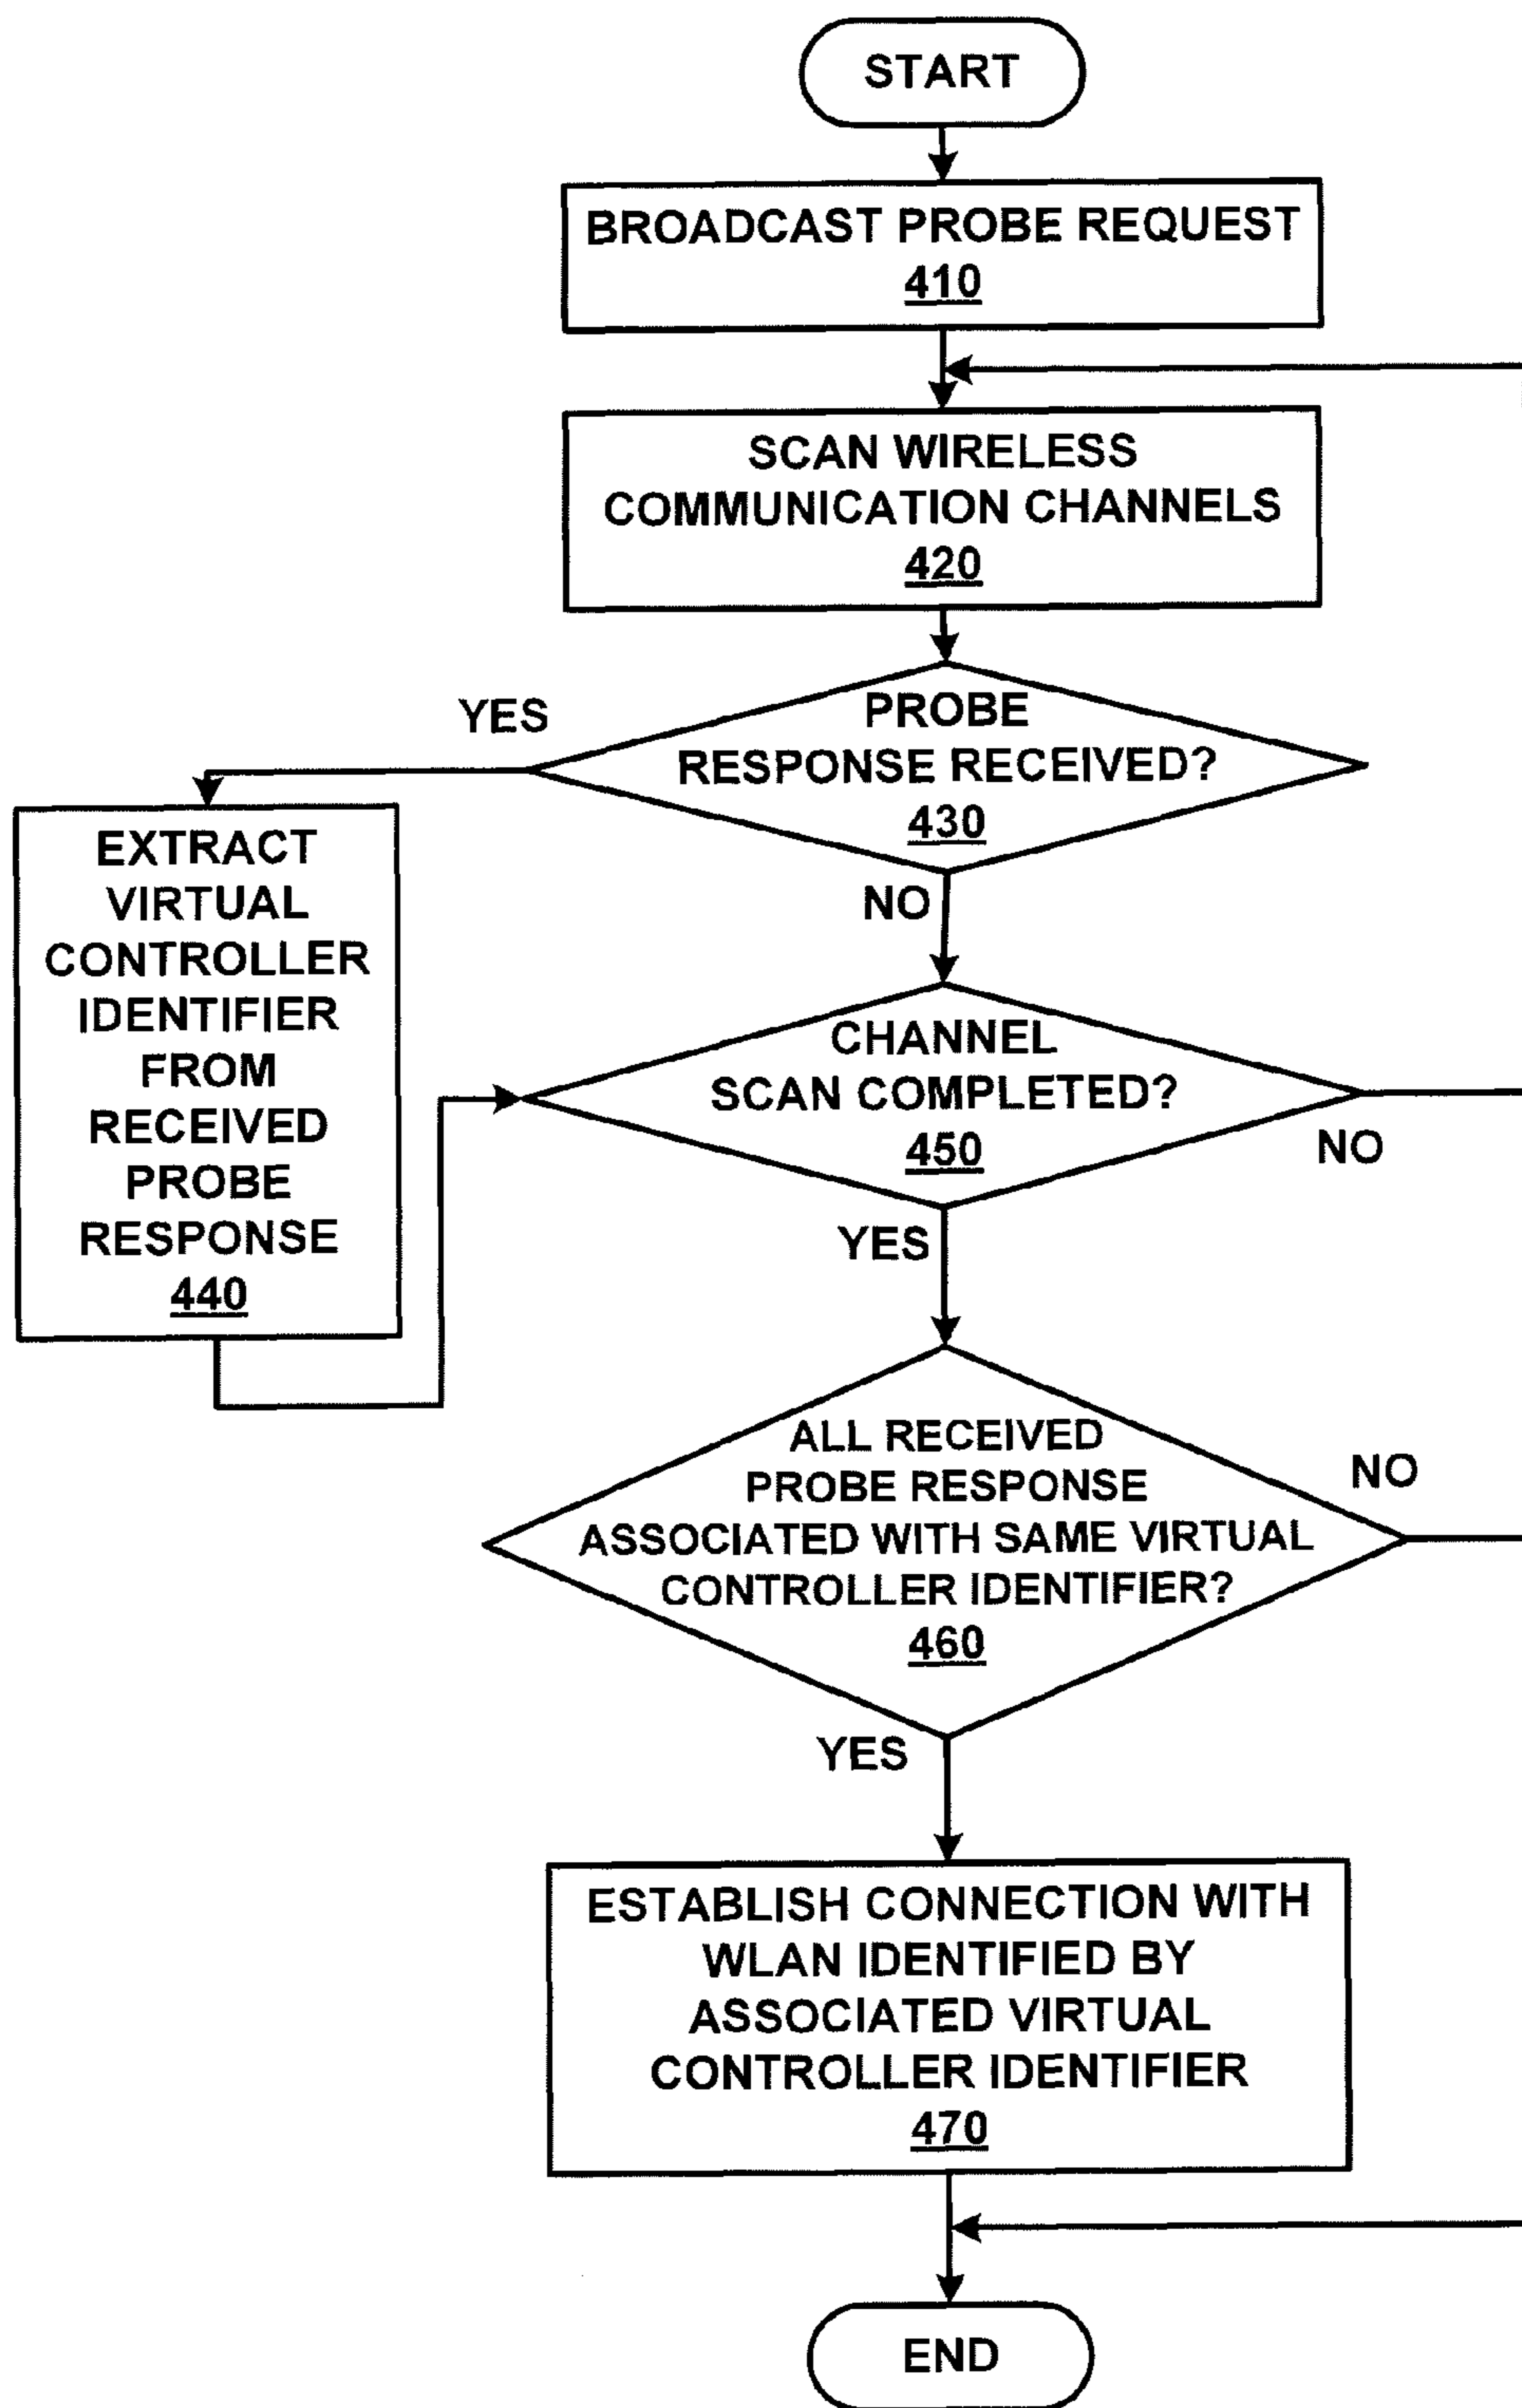 START
BROADCAST PROBE REQUEST
410
SCAN WIRELESS
COMMUNICATION CHANNELS
420
YES
PROBE
RESPONSE RECEIVED?
430
NO
EXTRACT
VIRTUAL
CONTROLLER
IDENTIFIER
FROM
RECEIVED
PROBE
RESPONSE
440
CHANNEL
SCAN COMPLETED?
450
NO
YES
ALL RECEIVED
PROBE RESPONSE
ASSOCIATED WITH SAME VIRTUAL
CONTROLLER IDENTIFIER?
460
NO
YES
ESTABLISH CONNECTION WITH
WLAN IDENTIFIED BY
ASSOCIATED VIRTUAL
CONTROLLER IDENTIFIER
470
END